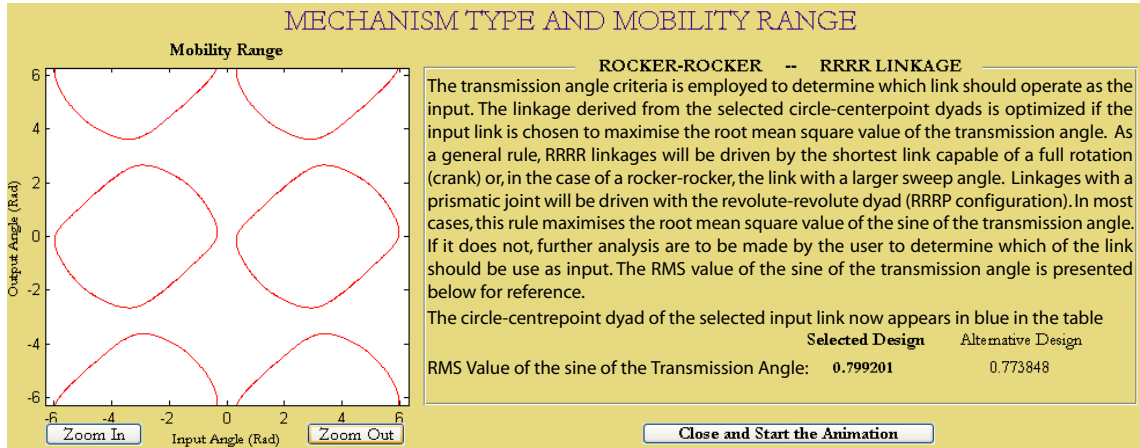 MECHANISM TYPE AND MOBILITY RANGE
Mobility Range
6
4
2
0
-2
-4
-6
Output Angle (Rad)
-6
-4
-2
0
2
4
6
Input Angle (Rad)
Zoom In
Zoom Out
ROCKER-ROCKER -- RRRR LINKAGE
The transmission angle criteria is employed to determine which link should operate as the
input. The linkage derived from the selected circle-centerpoint dyads is optimized if the
input link is chosen to maximise the root mean square value of the transmission angle. As
a general rule, RRRR linkages will be driven by the shortest link capable of a full rotation
(crank) or, in the case of a rocker-rocker, the link with a larger sweep angle. Linkages with a
prismatic joint will be driven with the revolute-revolute dyad (RRRP configuration). In most
cases, this rule maximises the root mean square value of the sine of the transmission angle.
If it does not, further analysis are to be made by the user to determine which of the link
should be use as input. The RMS value of the sine of the transmission angle is presented
below for reference.
The circle-centrepoint dyad of the selected input link now appears in blue in the table
Selected Design Alternative Design
RMS Value of the sine of the Transmission Angle: 0.799201 0.773848
Close and Start the Animation